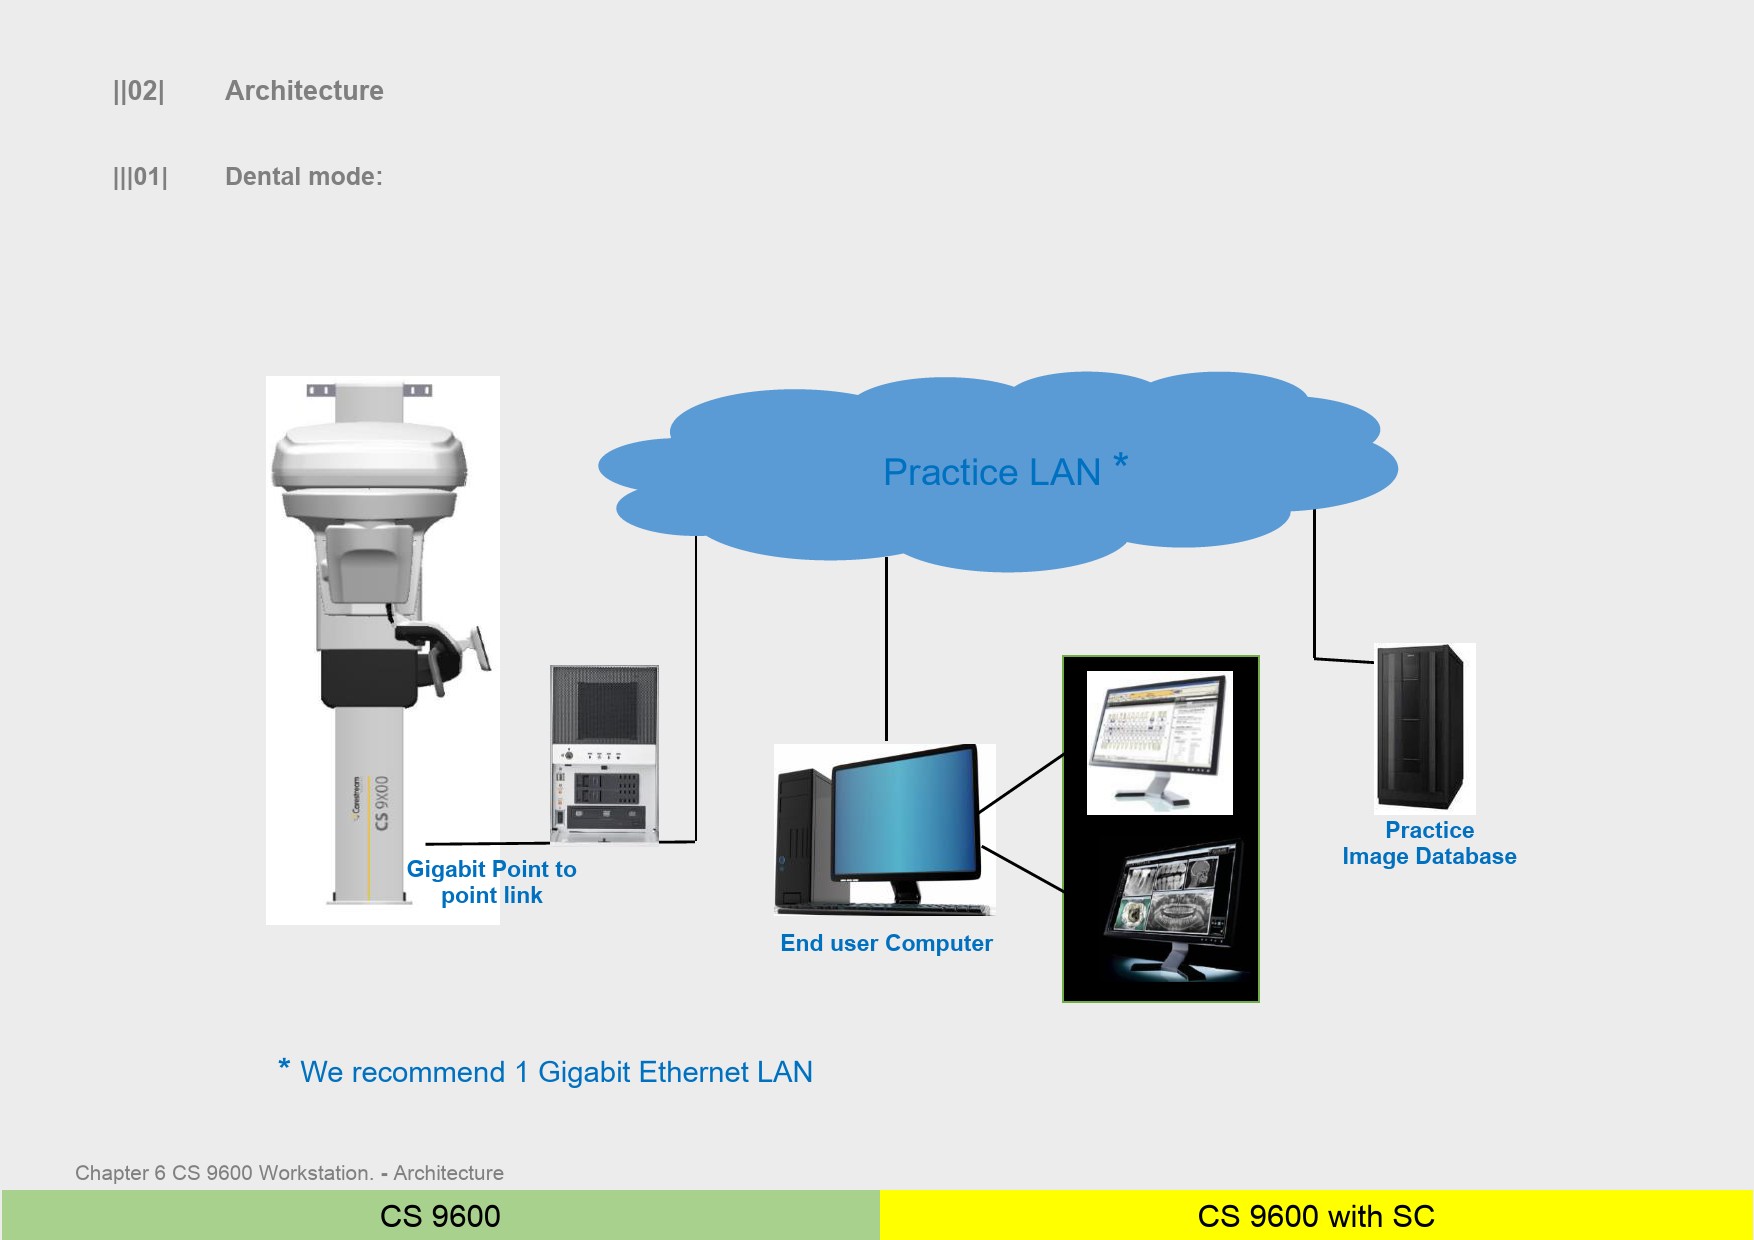 ||02| Architecture
|||01| Dental mode:
Practice LAN *
Carestream
CS 9X00
Gigabit Point to
point link
End user Computer
Practice
Image Database
* We recommend 1 Gigabit Ethernet LAN
Chapter 6 CS 9600 Workstation. - Architecture
CS 9600
CS 9600 with SC